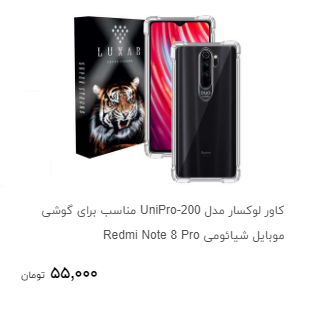 LUXAR
کاور لوکسار مدل UniPro-200 مناسب برای گوشی
موبایل شیائومی Redmi Note 8 Pro
۵۵,۰۰۰ تومان